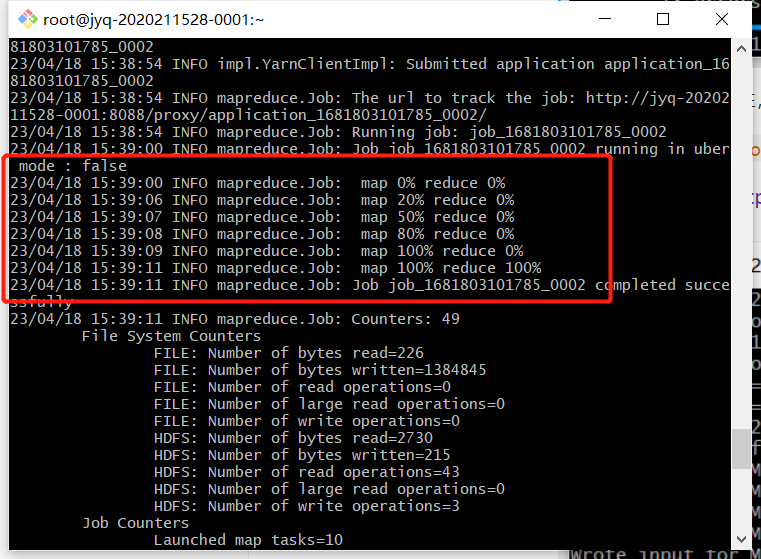 root@jyq-2020211528-0001:~
81803101785_0002
23/04/18 15:38:54 INFO impl.YarnClientImpl: Submitted application application_16
81803101785_0002
23/04/18 15:38:54 INFO mapreduce.Job: The url to track the job: http://jyq-20202
11528-0001:8088/proxy/application_1681803101785_0002/
23/04/18 15:38:54 INFO mapreduce.Job: Running job: job_1681803101785_0002
23/04/18 15:39:00 INFO mapreduce.Job: Job job_1681803101785_0002 running in uber
 mode : false
23/04/18 15:39:00 INFO mapreduce.Job:  map 0% reduce 0%
23/04/18 15:39:06 INFO mapreduce.Job:  map 20% reduce 0%
23/04/18 15:39:07 INFO mapreduce.Job:  map 50% reduce 0%
23/04/18 15:39:08 INFO mapreduce.Job:  map 80% reduce 0%
23/04/18 15:39:09 INFO mapreduce.Job:  map 100% reduce 0%
23/04/18 15:39:11 INFO mapreduce.Job:  map 100% reduce 100%
23/04/18 15:39:11 INFO mapreduce.Job: Job job_1681803101785_0002 completed succe
ssfully
23/04/18 15:39:11 INFO mapreduce.Job: Counters: 49
File System Counters
FILE: Number of bytes read=226
FILE: Number of bytes written=1384845
FILE: Number of read operations=0
FILE: Number of large read operations=0
FILE: Number of write operations=0
HDFS: Number of bytes read=2730
HDFS: Number of bytes written=215
HDFS: Number of read operations=43
HDFS: Number of large read operations=0
HDFS: Number of write operations=3
Job Counters
Launched map tasks=10
Wrote input for M